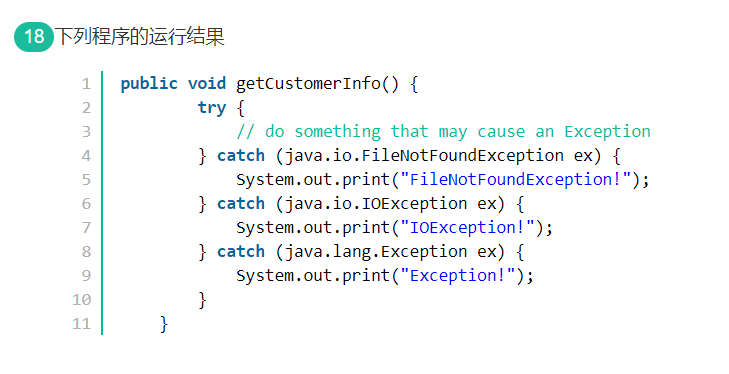 18 下列程序的运行结果
1 public void getCustomerInfo() {
2 try {
3 // do something that may cause an Exception
4 } catch (java.io.FileNotFoundException ex) {
5 System.out.print("FileNotFoundException!");
6 } catch (java.io.IOException ex) {
7 System.out.print("IOException!");
8 } catch (java.lang.Exception ex) {
9 System.out.print("Exception!");
10 }
11 }